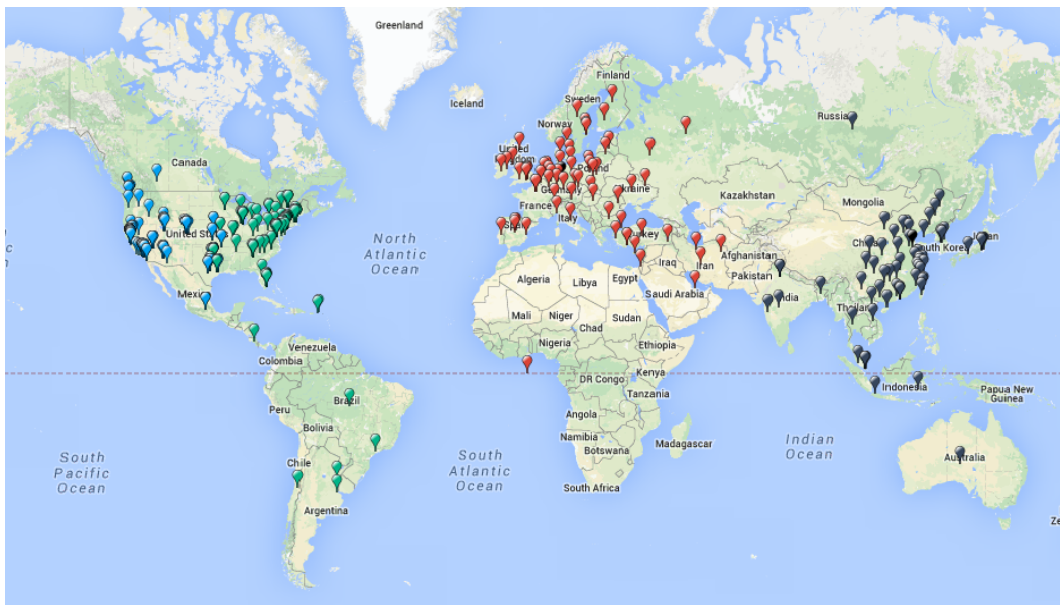 Greenland
Iceland
Finland
Sweden
Norway
Russia
United
Kingdom
Canada
Poland
Germany
Ukraine
Kazakhstan
Mongolia
France
Italy
Spain
Turkey
United States
North
Atlantic
Ocean
China
South Korea
Japan
Afghanistan
Iraq
Iran
Pakistan
Algeria
Libya
Egypt
Saudi Arabia
India
Mexico
Mali
Niger
Chad
Sudan
Thailand
Nigeria
Ethiopia
Venezuela
Colombia
DR Congo
Kenya
Tanzania
Indonesia
Papua New
Guinea
Brazil
Peru
Bolivia
Angola
Namibia
Botswana
Madagascar
Indian
Ocean
South
Pacific
Ocean
South
Atlantic
Ocean
Chile
Australia
South Africa
Argentina
Ze